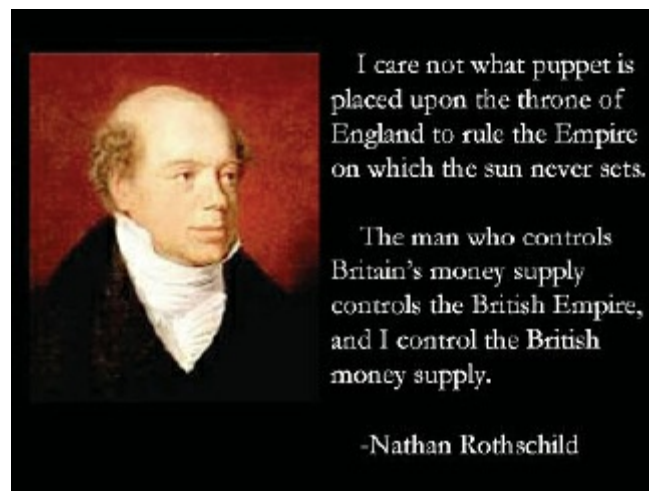 I care not what puppet is
placed upon the throne of
England to rule the Empire
on which the sun never sets.
The man who controls
Britain's money supply
controls the British Empire,
and I control the British
money supply.
-Nathan Rothschild